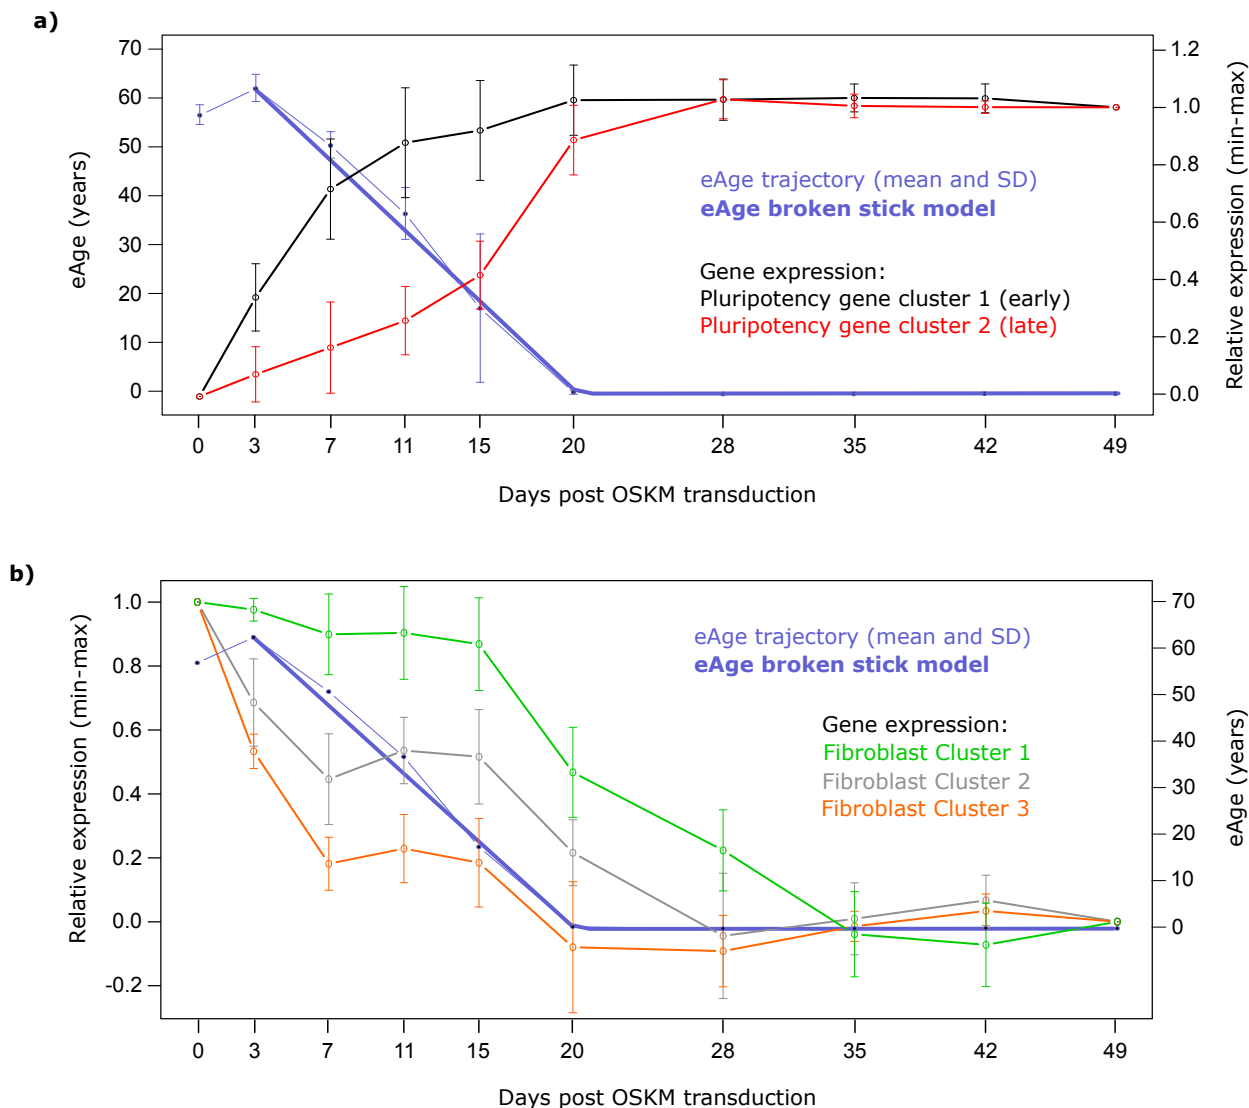 a)
70
60
50
40
30
20
10
0
eAge (years)
1.2
1.0
0.8
0.6
0.4
0.2
0.0
Relative expression (min-max)
eAge trajectory (mean and SD)
eAge broken stick model
Gene expression:
Pluripotency gene cluster 1 (early)
Pluripotency gene cluster 2 (late)
0 3 7 11 15 20 28 35 42 49
Days post OSKM transduction
b)
1.0
0.8
0.6
0.4
0.2
0.0
-0.2
Relative expression (min-max)
70
60
50
40
30
20
10
0
eAge (years)
eAge trajectory (mean and SD)
eAge broken stick model
Gene expression:
Fibroblast Cluster 1
Fibroblast Cluster 2
Fibroblast Cluster 3
0 3 7 11 15 20 28 35 42 49
Days post OSKM transduction